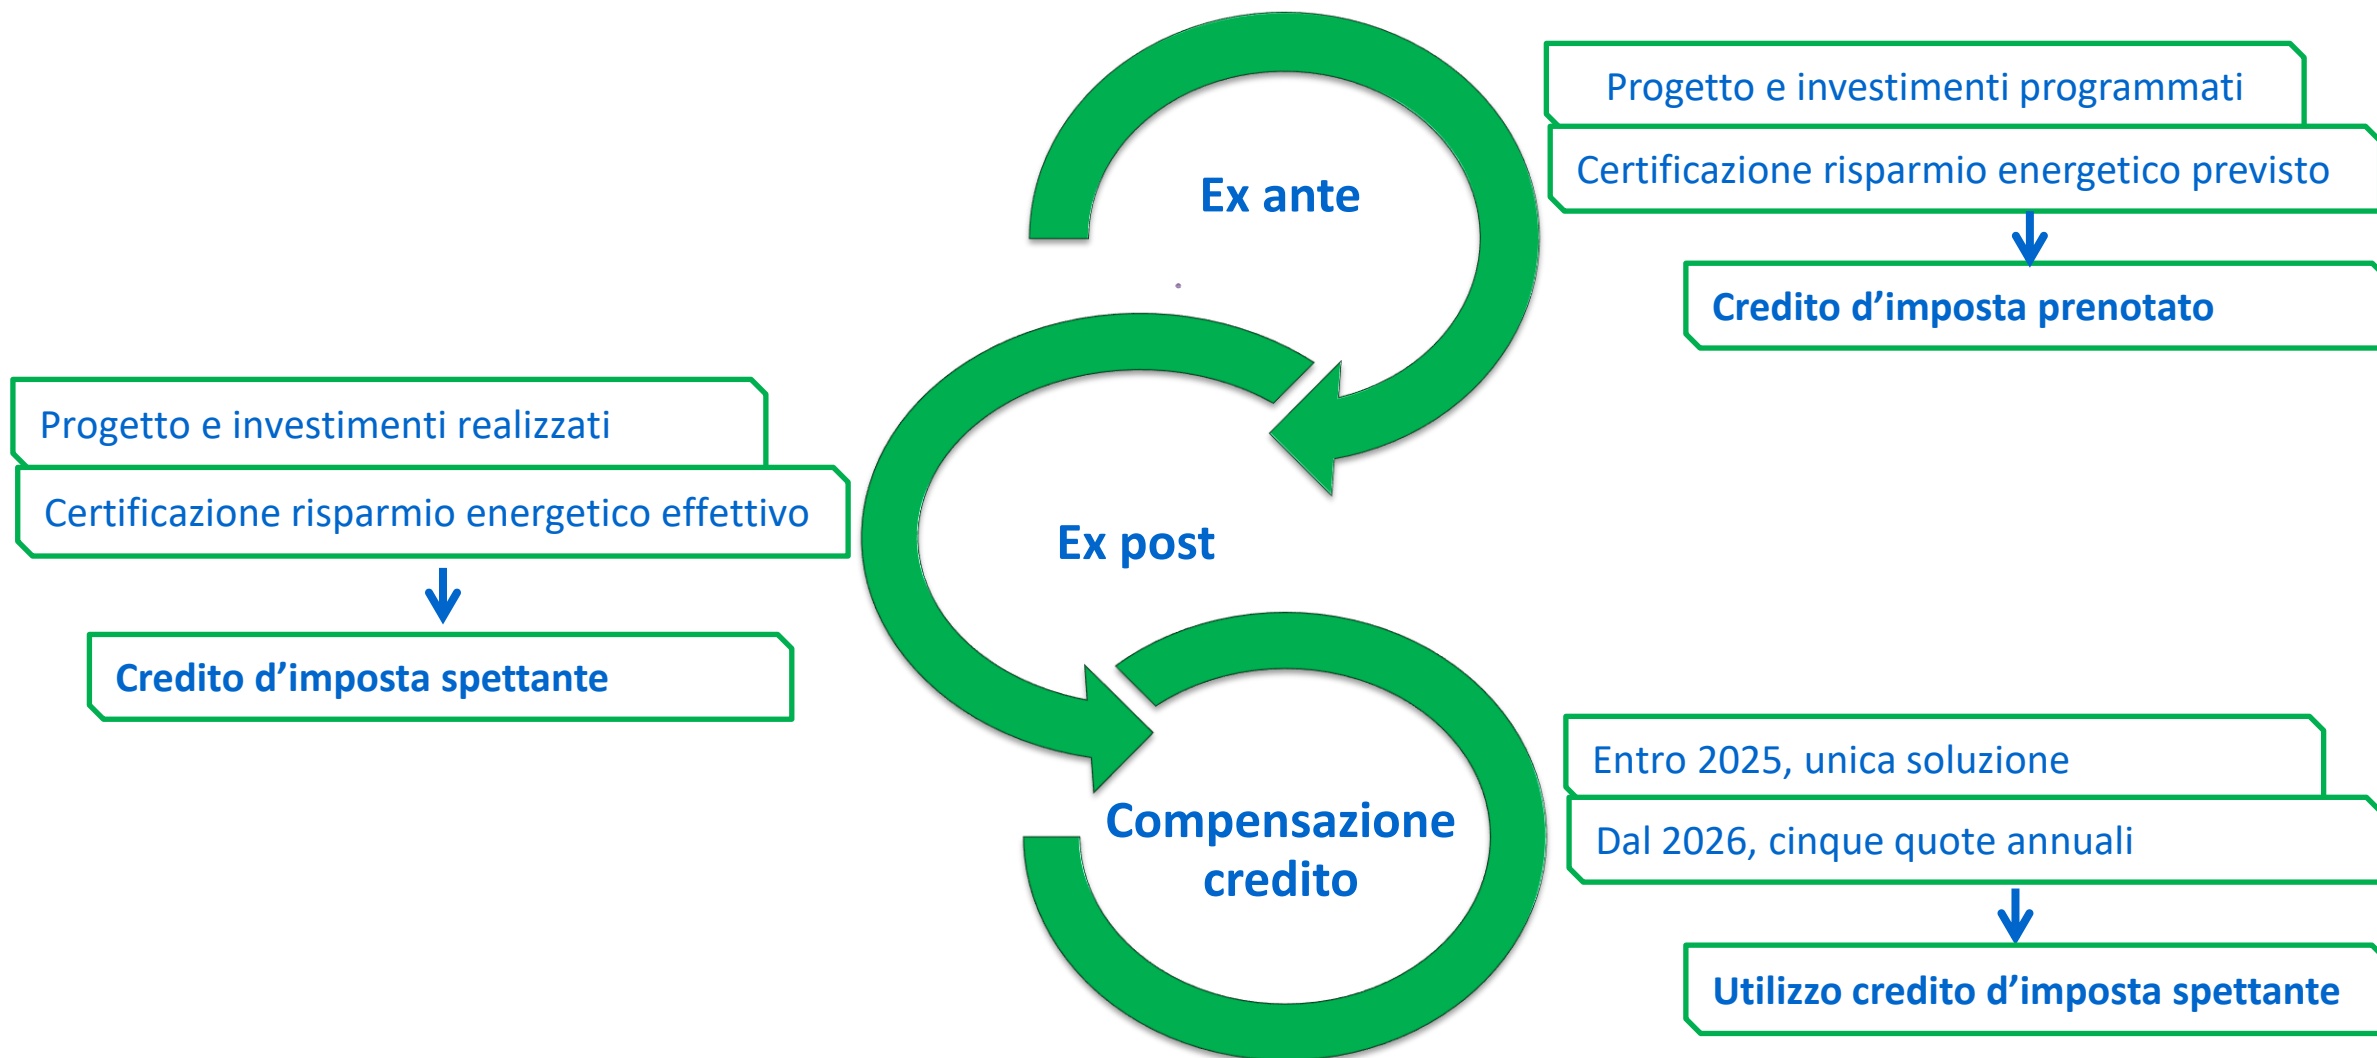 Ex ante
Progetto e investimenti programmati
Certificazione risparmio energetico previsto
Credito d’imposta prenotato
Ex post
Progetto e investimenti realizzati
Certificazione risparmio energetico effettivo
Credito d’imposta spettante
Compensazione
credito
Entro 2025, unica soluzione
Dal 2026, cinque quote annuali
Utilizzo credito d’imposta spettante